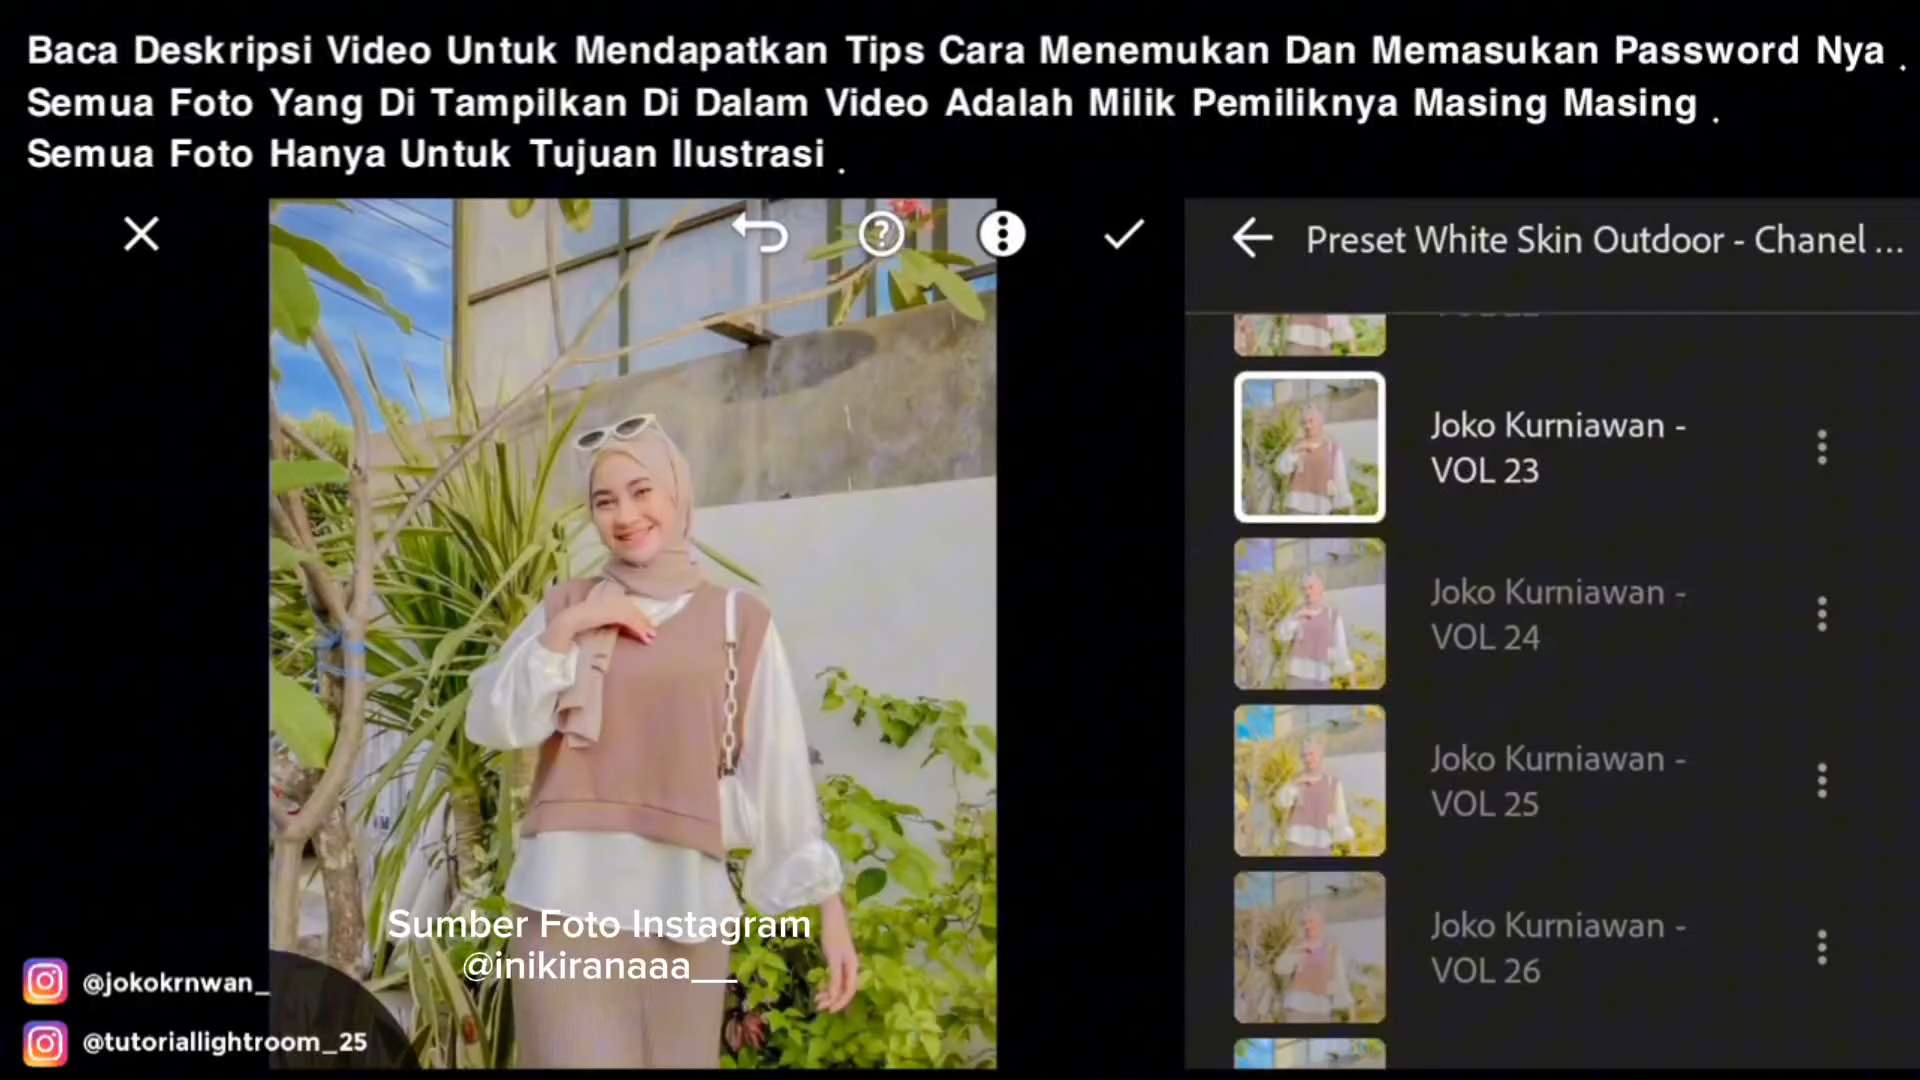 Baca Deskripsi Video Untuk Mendapatkan Tips Cara Menemukan Dan Memasukan Password Nya .
Semua Foto Yang Di Tampilkan Di Dalam Video Adalah Milik Pemiliknya Masing Masing .
Semua Foto Hanya Untuk Tujuan Ilustrasi .
Preset White Skin Outdoor - Chanel ...
Joko Kurniawan -
VOL 23
Joko Kurniawan -
VOL 24
Joko Kurniawan -
VOL 25
Joko Kurniawan -
VOL 26
Sumber Foto Instagram
@inikiranaaa__
@jokokrnwan_
@tutoriallightroom_25